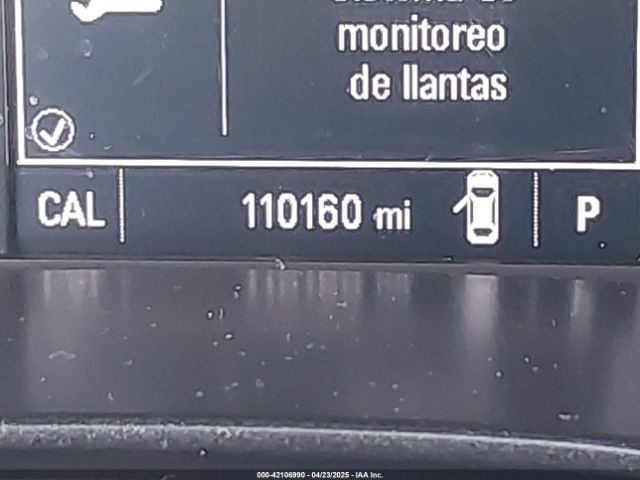 monitoreo
de llantas
CAL
110160 mi
P
000-42106990 - 04/23/2025 - IAA Inc.